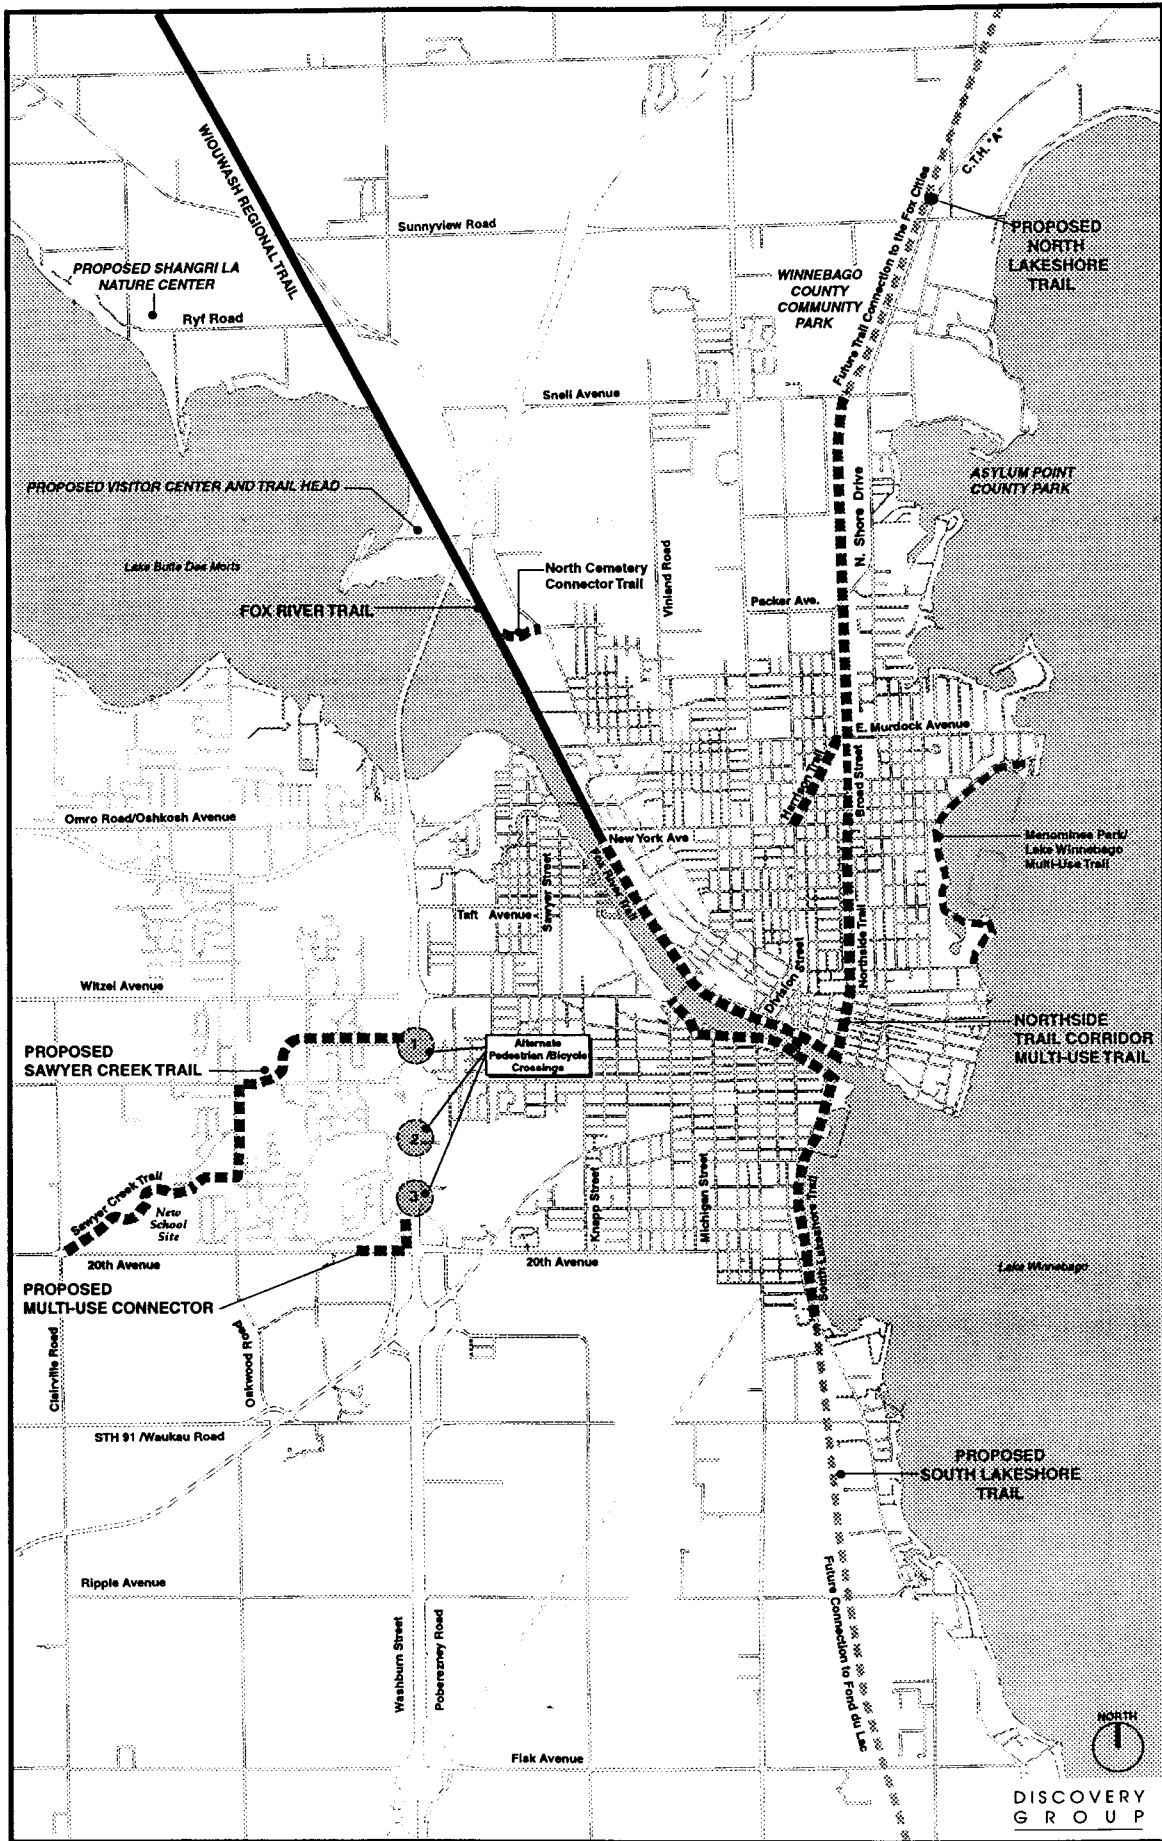 C.T.H. "A"
WIOUWASH REGIONAL TRAIL
Sunnyview Road
Future Trail Connection to the Fox Cities
PROPOSED
NORTH
LAKESHORE
TRAIL
PROPOSED SHANGRI LA
NATURE CENTER
WINNEBAGO
COUNTY
COMMUNITY
PARK
Ryf Road
Snell Avenue
ASYLUM POINT
COUNTY PARK
PROPOSED VISITOR CENTER AND TRAIL HEAD
N. Shore Drive
Lake Butte Des Morts
North Cemetery
Connector Trail
Vinland Road
Packer Ave.
FOX RIVER TRAIL
E. Murdock Avenue
Harrison Trail
Broad Street
Omro Road/Oshkosh Avenue
New York Ave
Menominee Park/
Lake Winnebago
Multi-Use Trail
Fox River Trail
Sawyer Street
Taft Avenue
Northside Trail
Division Street
Witzel Avenue
NORTHSIDE
TRAIL CORRIDOR
MULTI-USE TRAIL
PROPOSED
SAWYER CREEK TRAIL
1
Alternate
Pedestrian/Bicycle
Crossings
2
3
Sawyer Creek Trail
New
School
Site
Knapp Street
Michigan Street
South Lakeshore Trail
20th Avenue
20th Avenue
Lake Winnebago
PROPOSED
MULTI-USE CONNECTOR
Clairville Road
Oakwood Road
STH 91 /Waukau Road
PROPOSED
SOUTH LAKESHORE
TRAIL
Ripple Avenue
Washburn Street
Poberezney Road
Future Connection to Fond du Lac
Fisk Avenue
NORTH
DISCOVERY
GROUP